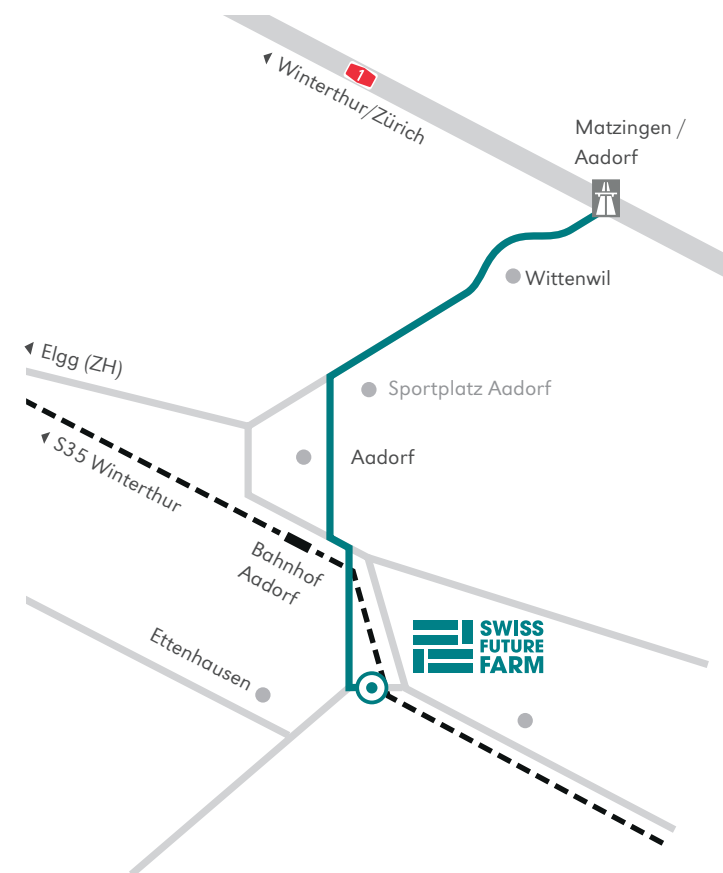 1
Winterthur/Zürich
Matzingen /
Aadorf
Wittenwil
Elgg (ZH)
Sportplatz Aadorf
S35 Winterthur
Aadorf
Bahnhof
Aadorf
SWISS
FUTURE
FARM
Ettenhausen